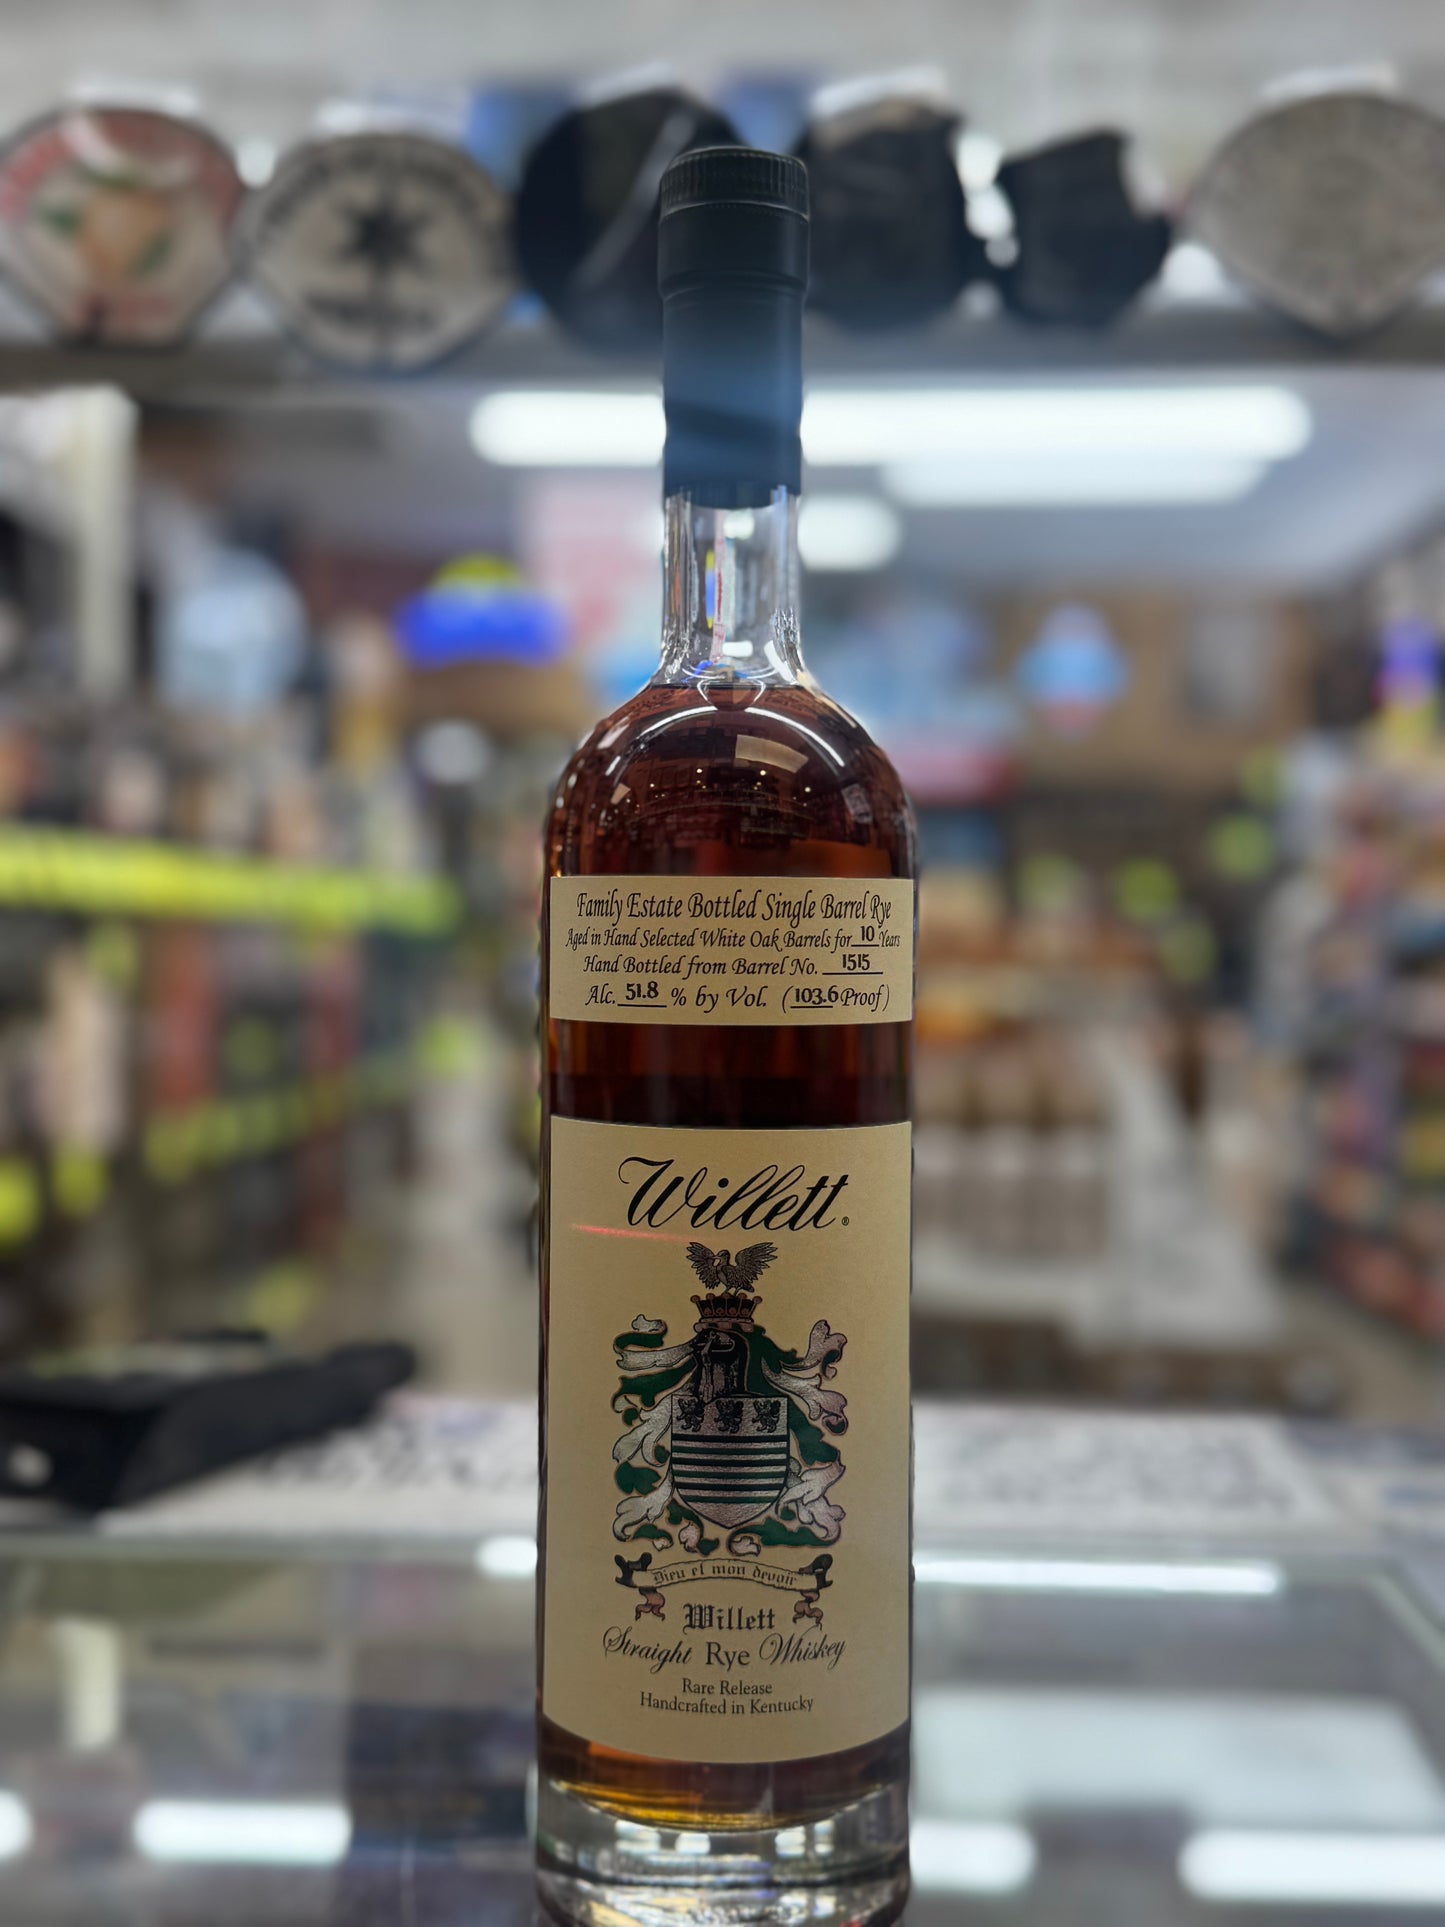 Family Estate Bottled Single Barrel Rye
Aged in Hand Selected White Oak Barrels for 10 Years
Hand Bottled from Barrel No. 1515
Alc. 51.8 % by Vol. (103.6 Proof)
Willett®
Dieu et mon devoir
Willett
Straight Rye Whiskey
Rare Release
Handcrafted in Kentucky